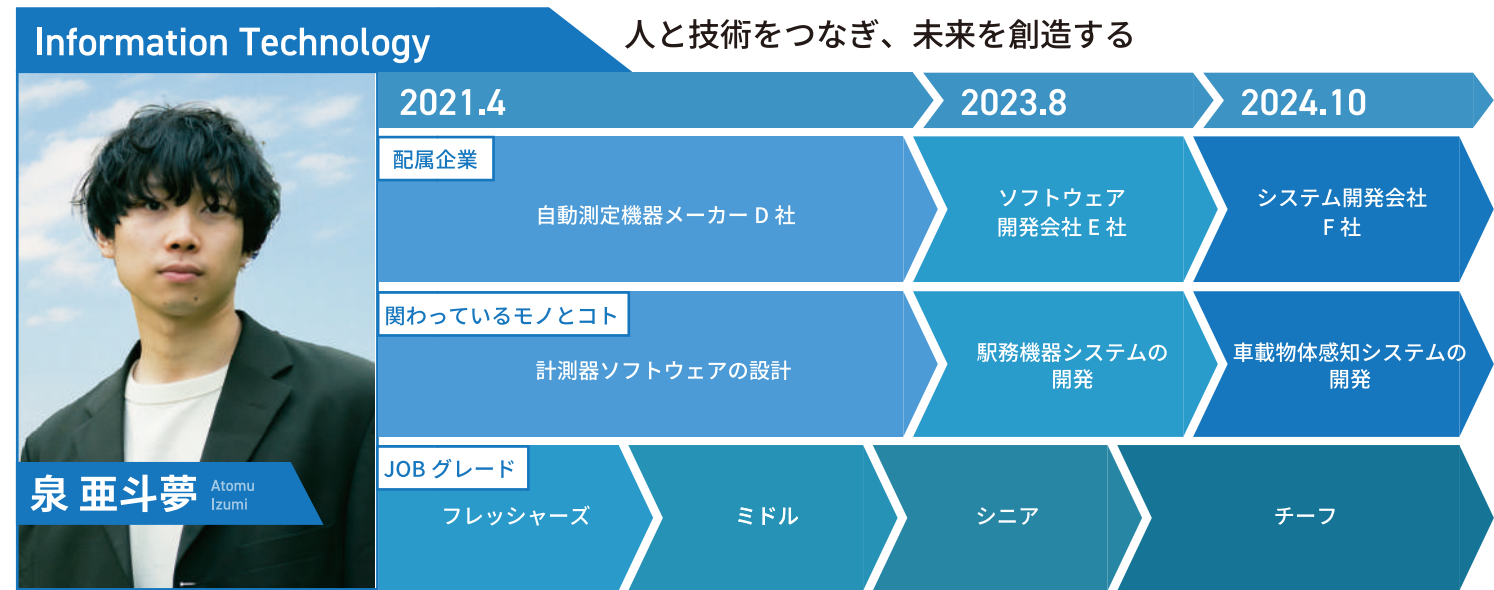 Information Technology
人と技術をつなぎ、未来を創造する
2021.4
2023.8
2024.10
配属企業
自動測定機器メーカー D 社
ソフトウェア
開発会社 E 社
システム開発会社
F 社
関わっているモノとコト
計測器ソフトウェアの設計
駅務機器システムの
開発
車載物体感知システムの
開発
JOB グレード
フレッシャーズ
ミドル
シニア
チーフ
泉 亜斗夢
Atomu
Izumi